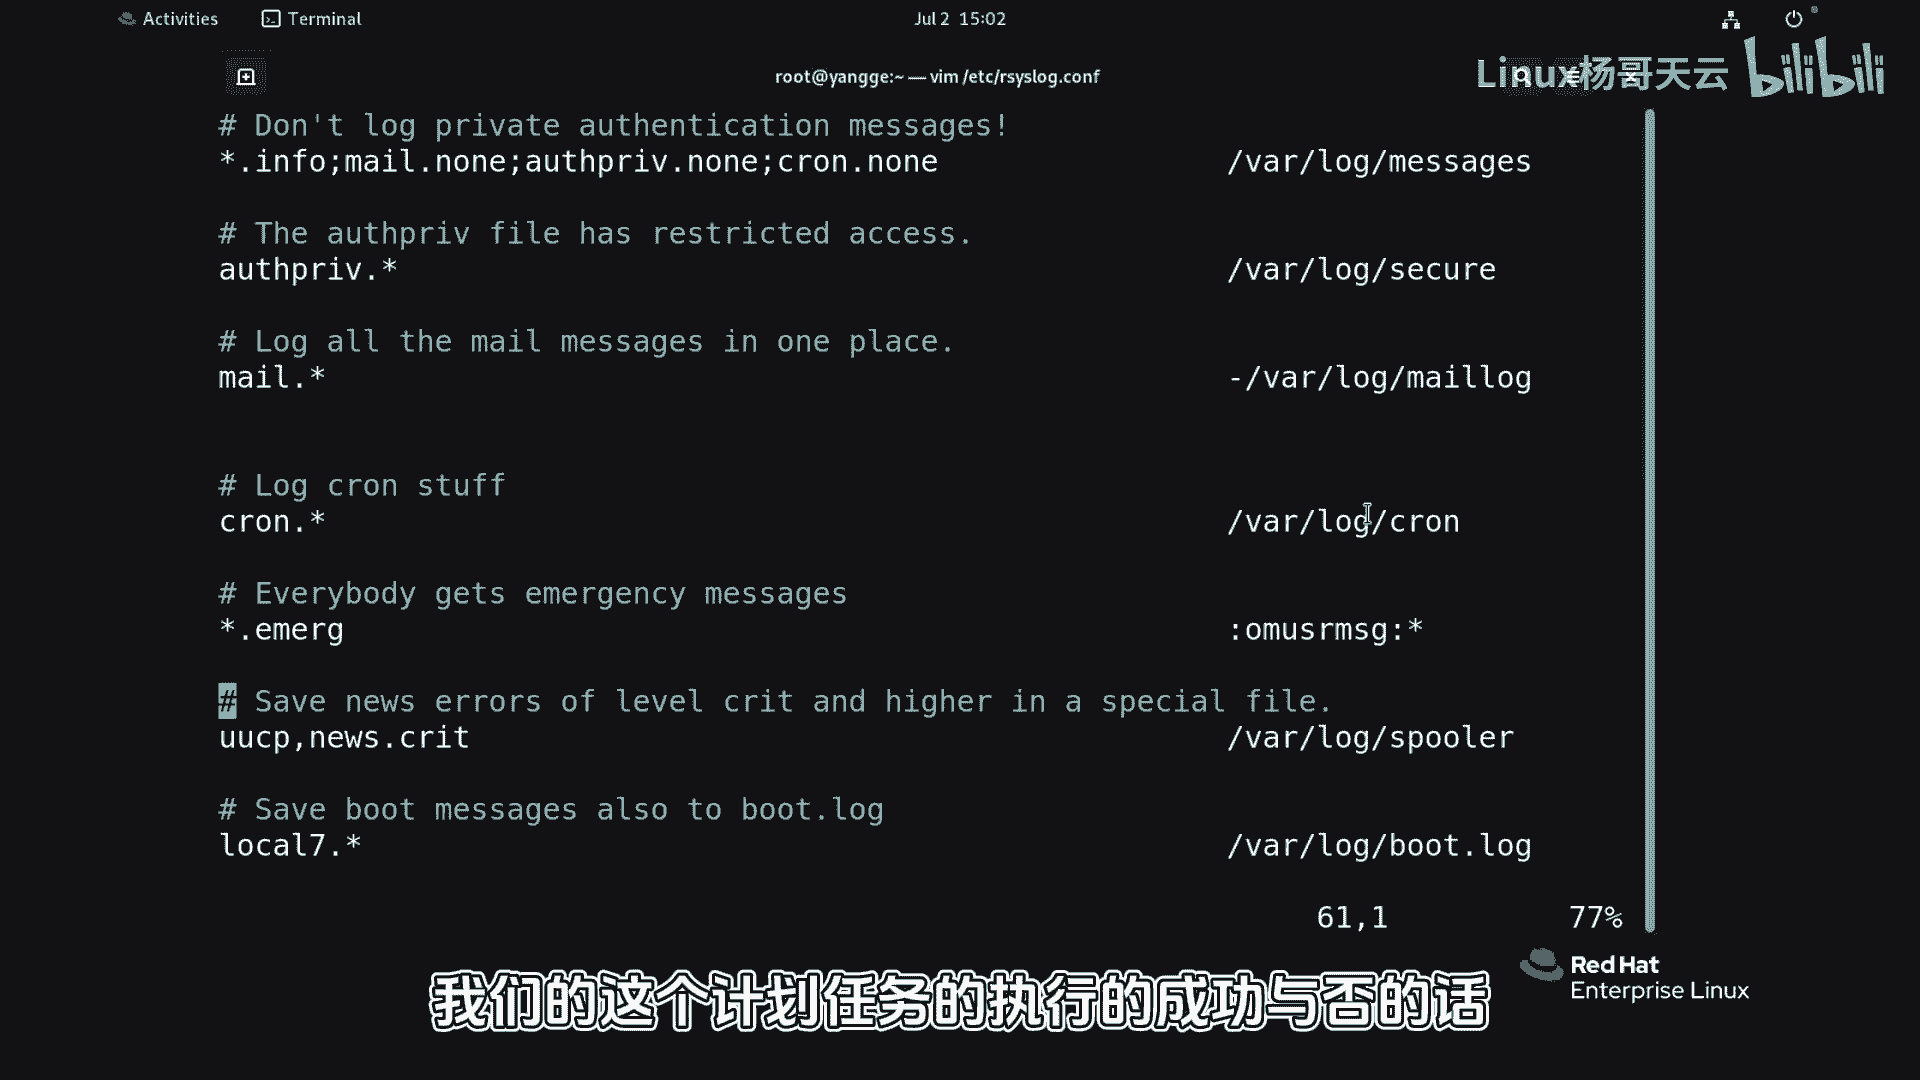 Activities Terminal Jul 2 15:02
root@yangge:~ — vim /etc/rsyslog.conf
Linux杨哥天云 bilibili
# Don't log private authentication messages!
*.info;mail.none;authpriv.none;cron.none /var/log/messages
# The authpriv file has restricted access.
authpriv.* /var/log/secure
# Log all the mail messages in one place.
mail.* -/var/log/maillog
# Log cron stuff
cron.* /var/log/cron
# Everybody gets emergency messages
*.emerg :omusrmsg:*
# Save news errors of level crit and higher in a special file.
uucp,news.crit /var/log/spooler
# Save boot messages also to boot.log
local7.* /var/log/boot.log
61,1 77%
Red Hat
Enterprise Linux
我们的这个计划任务的执行的成功与否的话